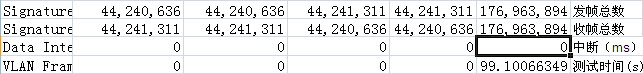 Signature 44,240,636 44,240,636 44,241,311 44,241,311 176,963,894 发帧总数
Signature 44,241,311 44,241,311 44,240,636 44,240,636 176,963,894 收帧总数
Data Inte 0 0 0 0 0 中断（ms）
VLAN Fram 0 0 0 0 99.10066349 测试时间(s)